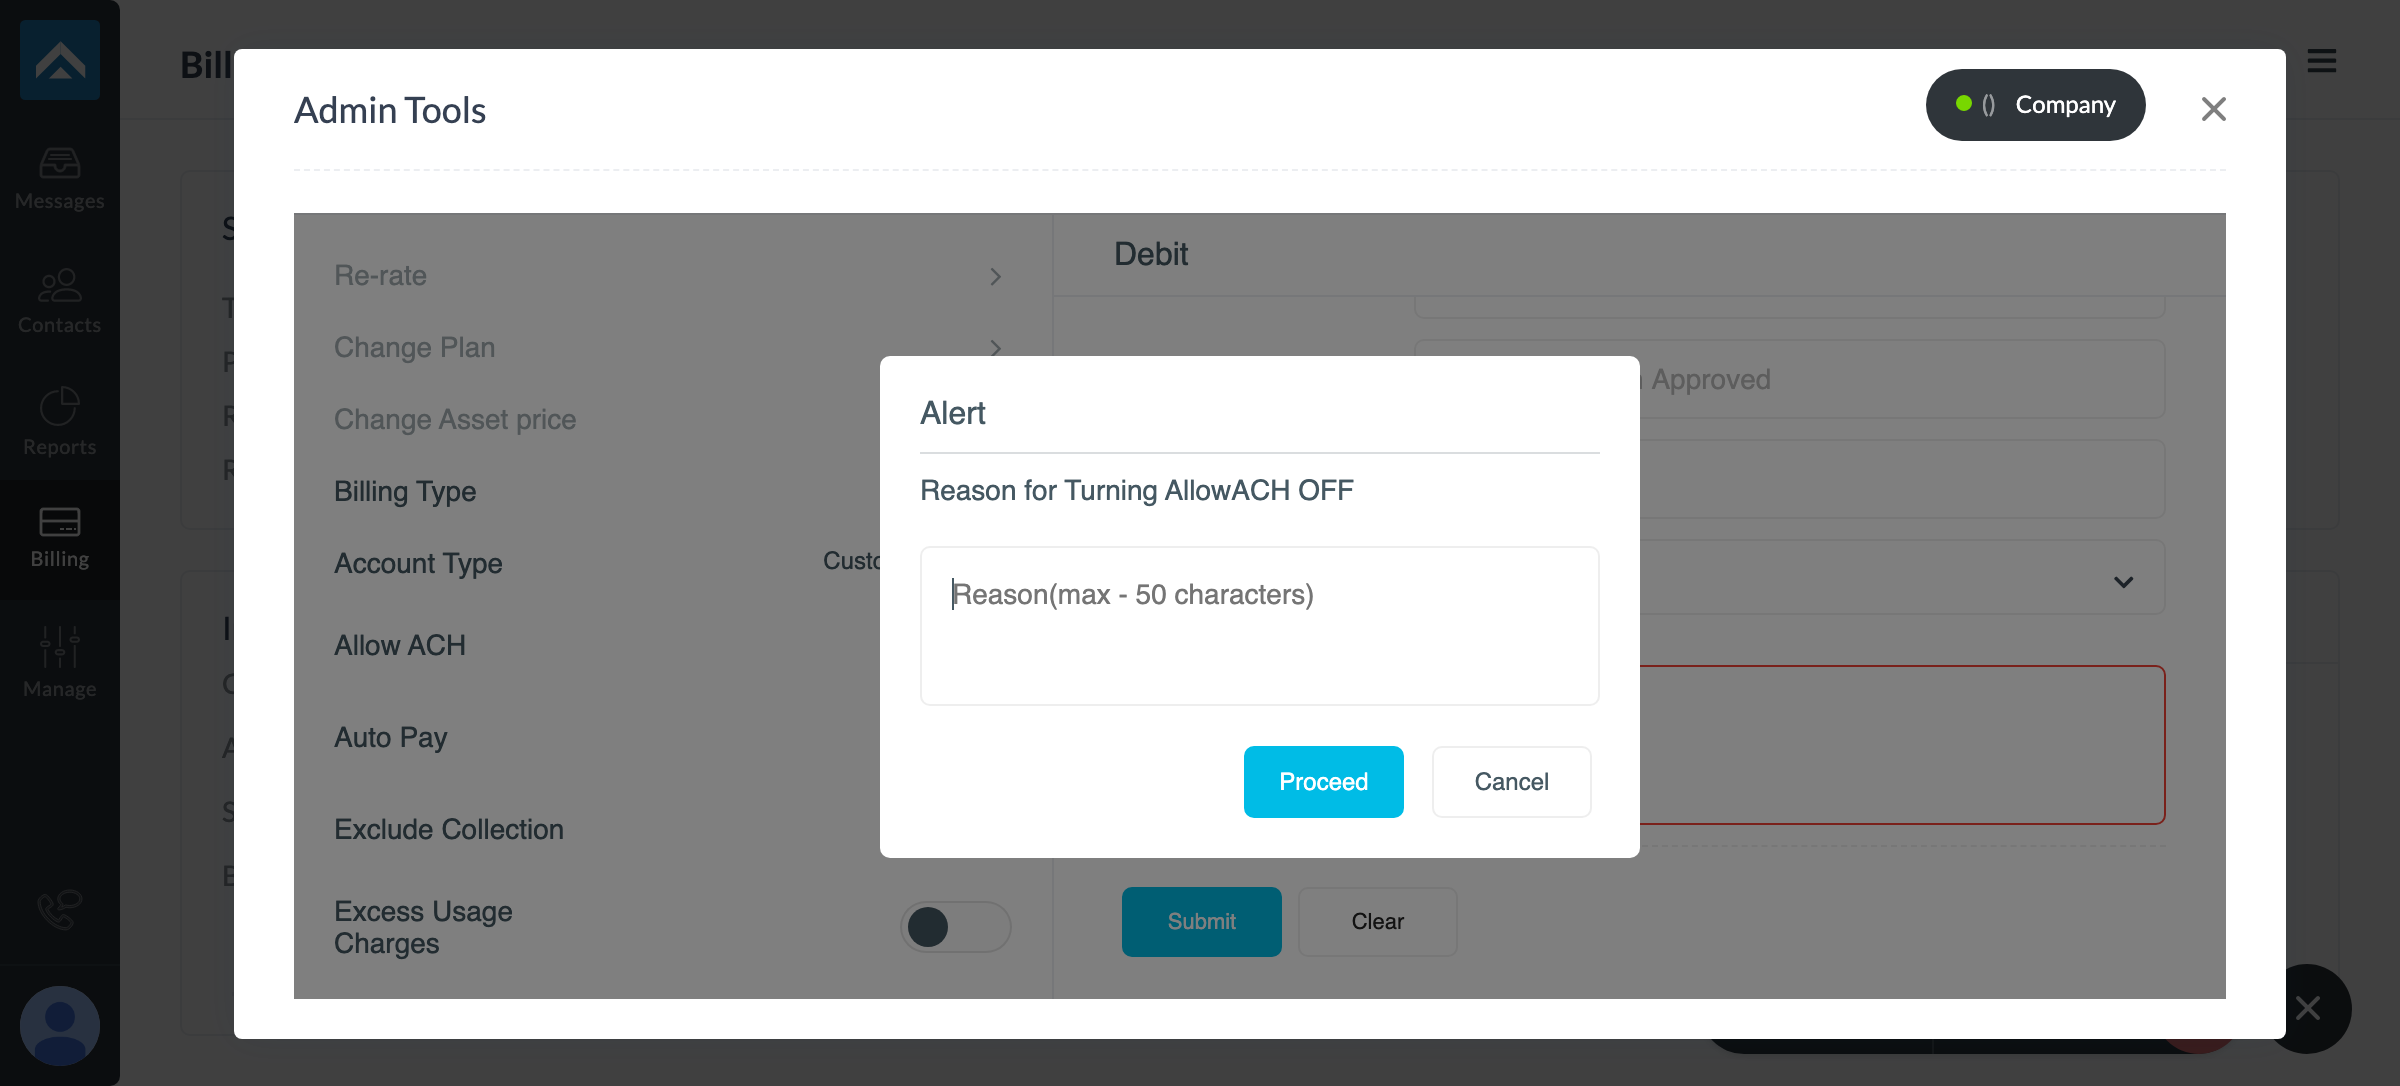 Bill
Admin Tools
() Company
Messages
Contacts
Reports
Billing
Manage
Re-rate
Change Plan
Change Asset price
Billing Type
Account Type
Custo
Allow ACH
Auto Pay
Exclude Collection
Excess Usage
Charges
Debit
Approved
Submit
Clear
Alert
Reason for Turning AllowACH OFF
Reason(max - 50 characters)
Proceed
Cancel